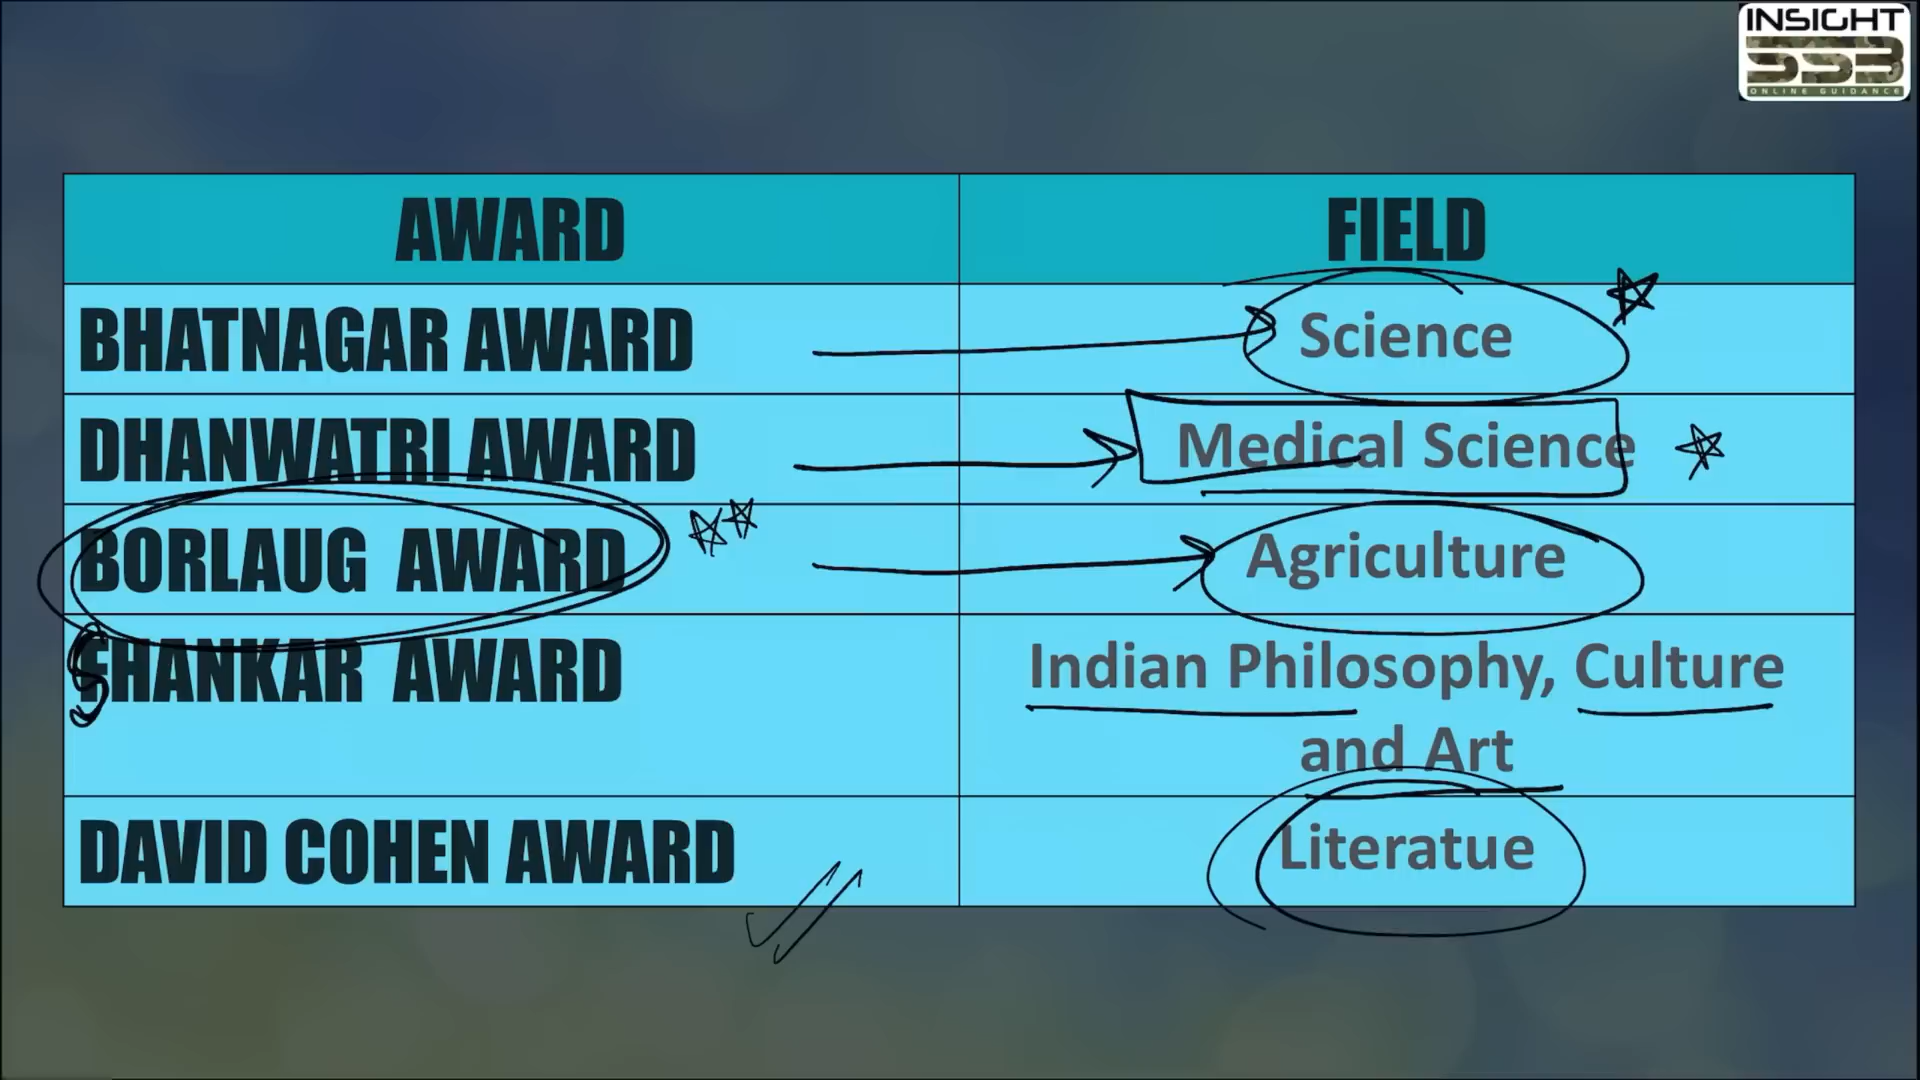 INSIGHT
SSB
ONLINE GUIDANCE
AWARD
FIELD
BHATNAGAR AWARD
Science
DHANWATRI AWARD
Medical Science
BORLAUG AWARD
Agriculture
SHANKAR AWARD
Indian Philosophy, Culture
and Art
DAVID COHEN AWARD
Literatue